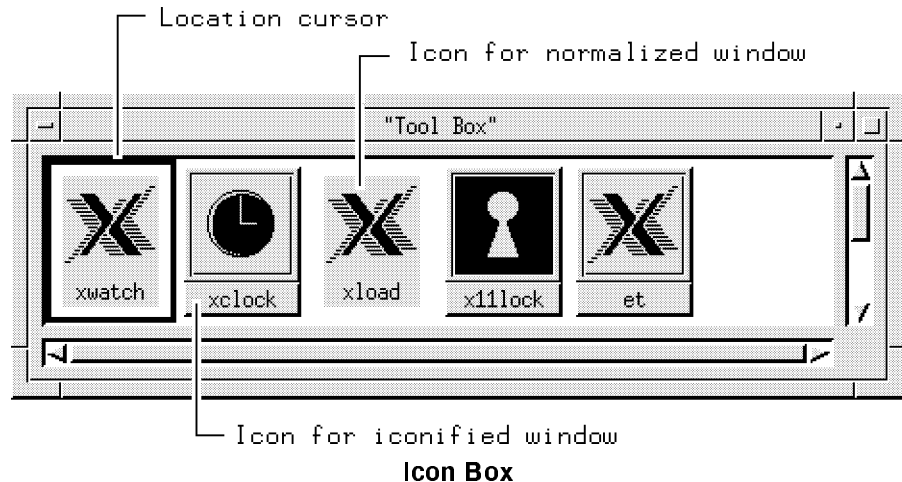 Location cursor
Icon for normalized window
"Tool Box"
xwatch xclock xload x11lock et
Icon for iconified window
Icon Box